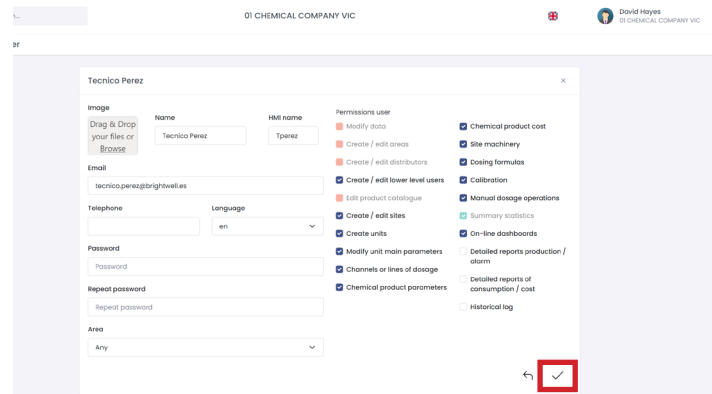 01 CHEMICAL COMPANY VIC
David Hayes
01 CHEMICAL COMPANY VIC
er
Tecnico Perez
Image
Drag & Drop
your files or
Browse
Name
Tecnico Perez
HMI name
Tperez
Email
tecnico.perez@brightwell.es
Telephone
Language
en
Password
Password
Repeat password
Repeat password
Area
Any
Permissions user
Modify data
Create / edit areas
Create / edit distributors
Create / edit lower level users
Edit product catalogue
Create / edit sites
Create units
Modify unit main parameters
Channels or lines of dosage
Chemical product parameters
Chemical product cost
Site machinery
Dosing formulas
Calibration
Manual dosage operations
Summary statistics
On-line dashboards
Detailed reports production /
alarm
Detailed reports of
consumption / cost
Historical log